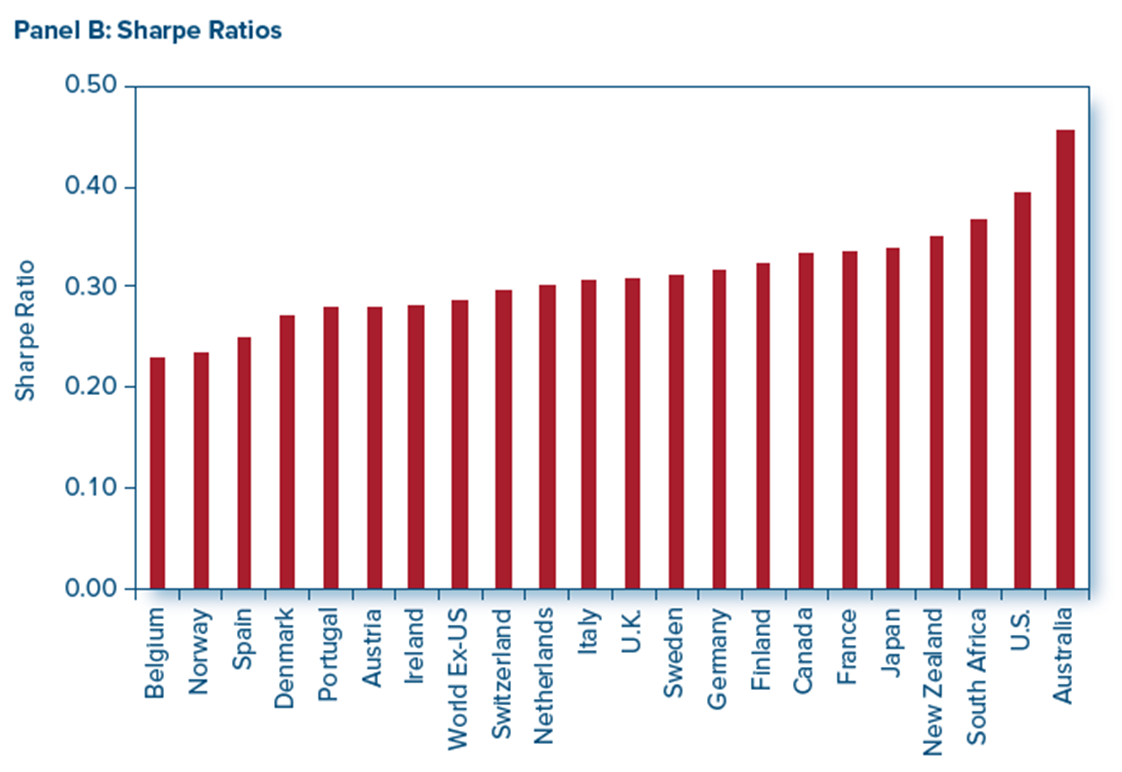 Panel B: Sharpe Ratios
0.50
0.40
0.30
0.20
0.10
0.00
Sharpe Ratio
Belgium
Norway
Spain
Denmark
Portugal
Austria
Ireland
World Ex-US
Switzerland
Netherlands
Italy
U.K.
Sweden
Germany
Finland
Canada
France
Japan
New Zealand
South Africa
U.S.
Australia